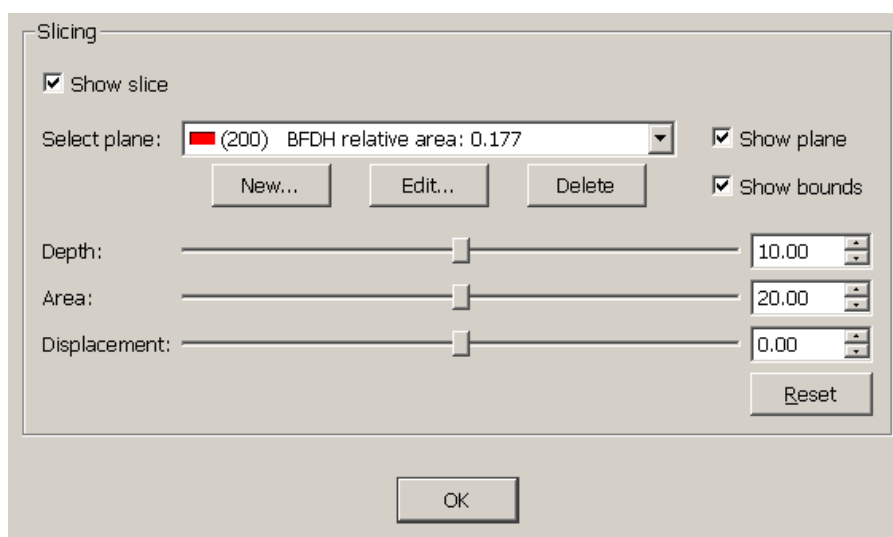 Slicing
Show slice
Select plane: (200) BFDH relative area: 0.177 Show plane
New... Edit... Delete Show bounds
Depth: 10.00
Area: 20.00
Displacement: 0.00
Reset
OK